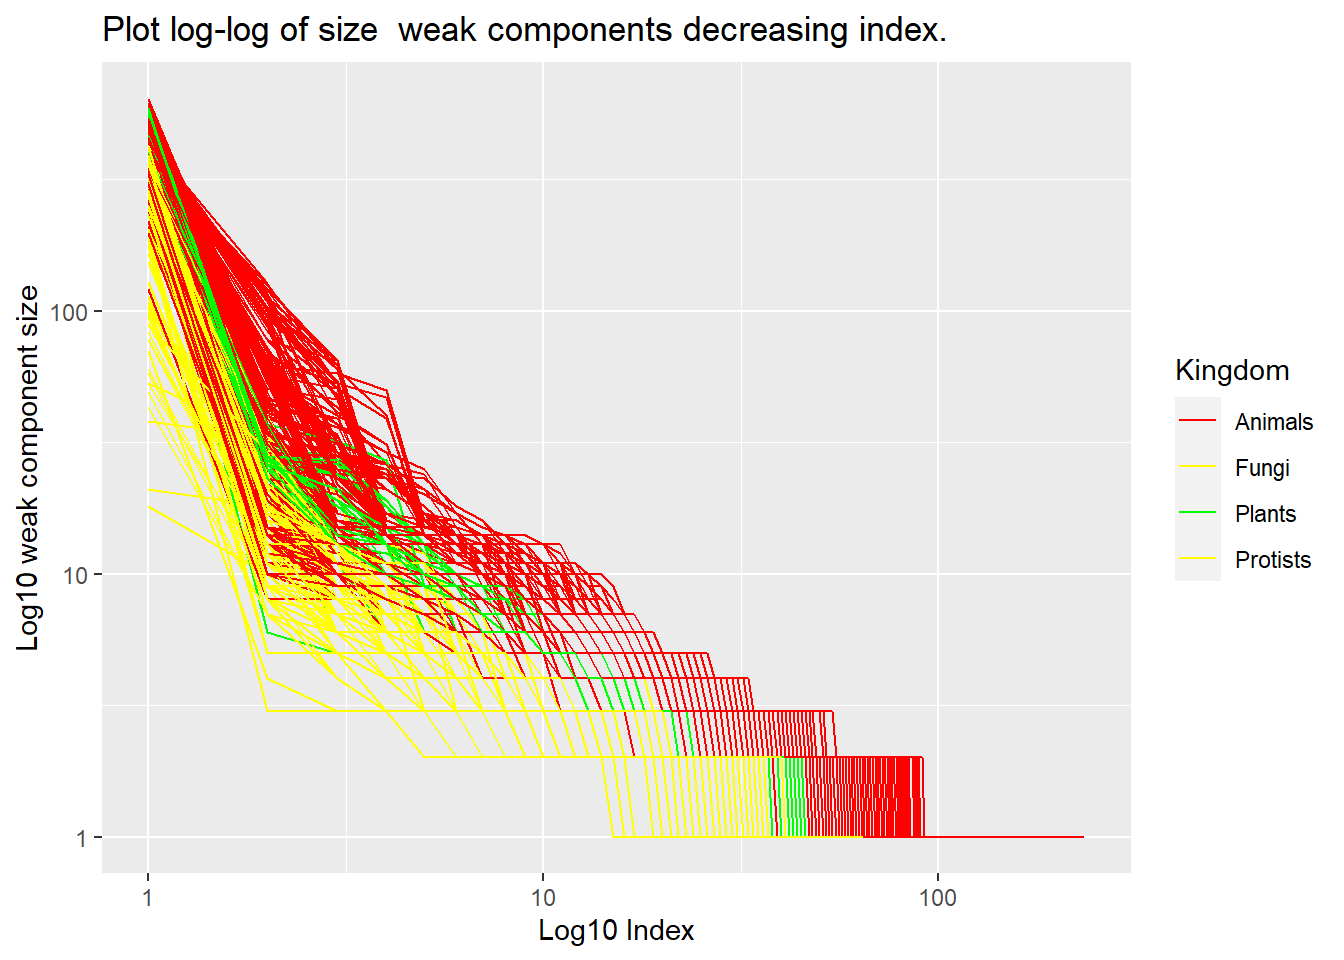 Plot log-log of size  weak components decreasing index.
Log10 weak component size
100
10
1
1
10
100
Log10 Index
Kingdom
Animals
Fungi
Plants
Protists